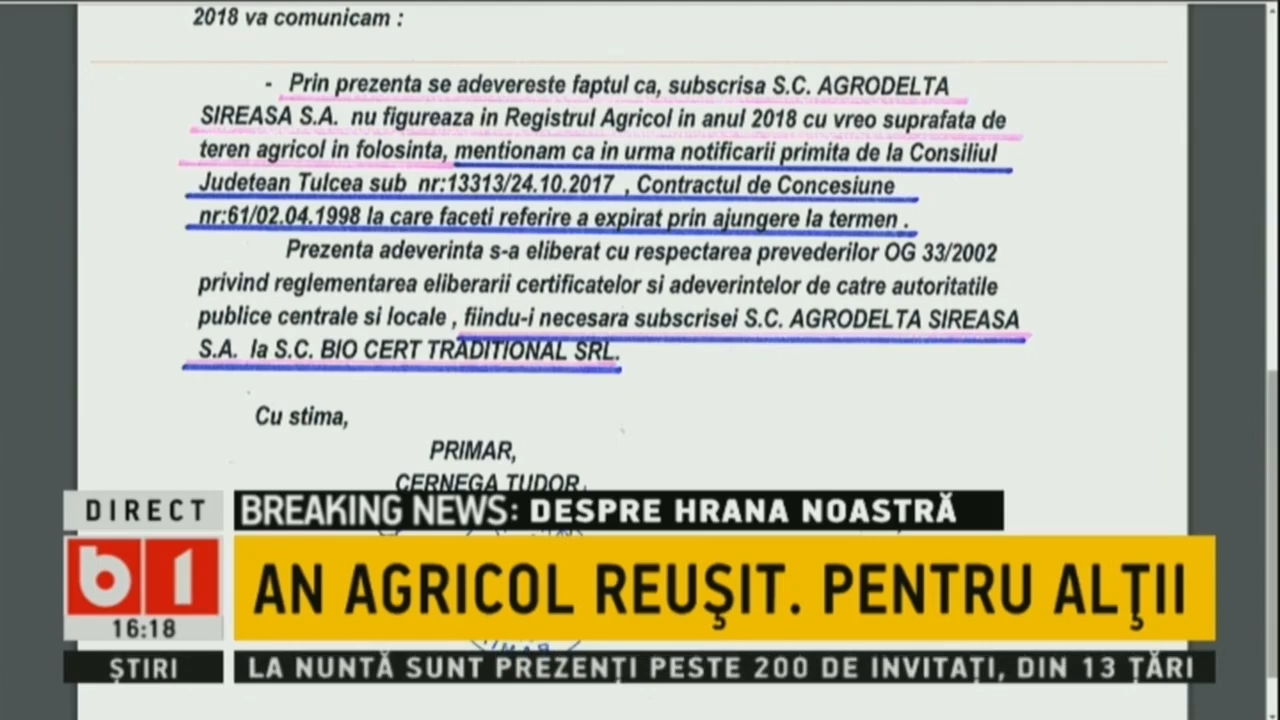 2018 va comunicam :
- Prin prezenta se adevereste faptul ca, subscrisa S.C. AGRODELTA
SIREASA S.A. nu figureaza in Registrul Agricol in anul 2018 cu vreo suprafata de
teren agricol in folosinta, mentionam ca in urma notificarii primita de la Consiliul
Judetean Tulcea sub nr:13313/24.10.2017 , Contractul de Concesiune
nr:61/02.04.1998 la care faceti referire a expirat prin ajungere la termen .
Prezenta adeverinta s-a eliberat cu respectarea prevederilor OG 33/2002
privind reglementarea eliberarii certificatelor si adeverintelor de catre autoritatile
publice centrale si locale , fiindu-i necesara subscrisei S.C. AGRODELTA SIREASA
S.A. la S.C. BIO CERT TRADITIONAL SRL.
Cu stima,
PRIMAR,
CERNEGA TUDOR
DIRECT
BREAKING NEWS: DESPRE HRANA NOASTRĂ
b1
AN AGRICOL REUŞIT. PENTRU ALŢII
16:18
ŞTIRI
LA NUNTĂ SUNT PREZENŢI PESTE 200 DE INVITAŢI, DIN 13 ŢĂRI